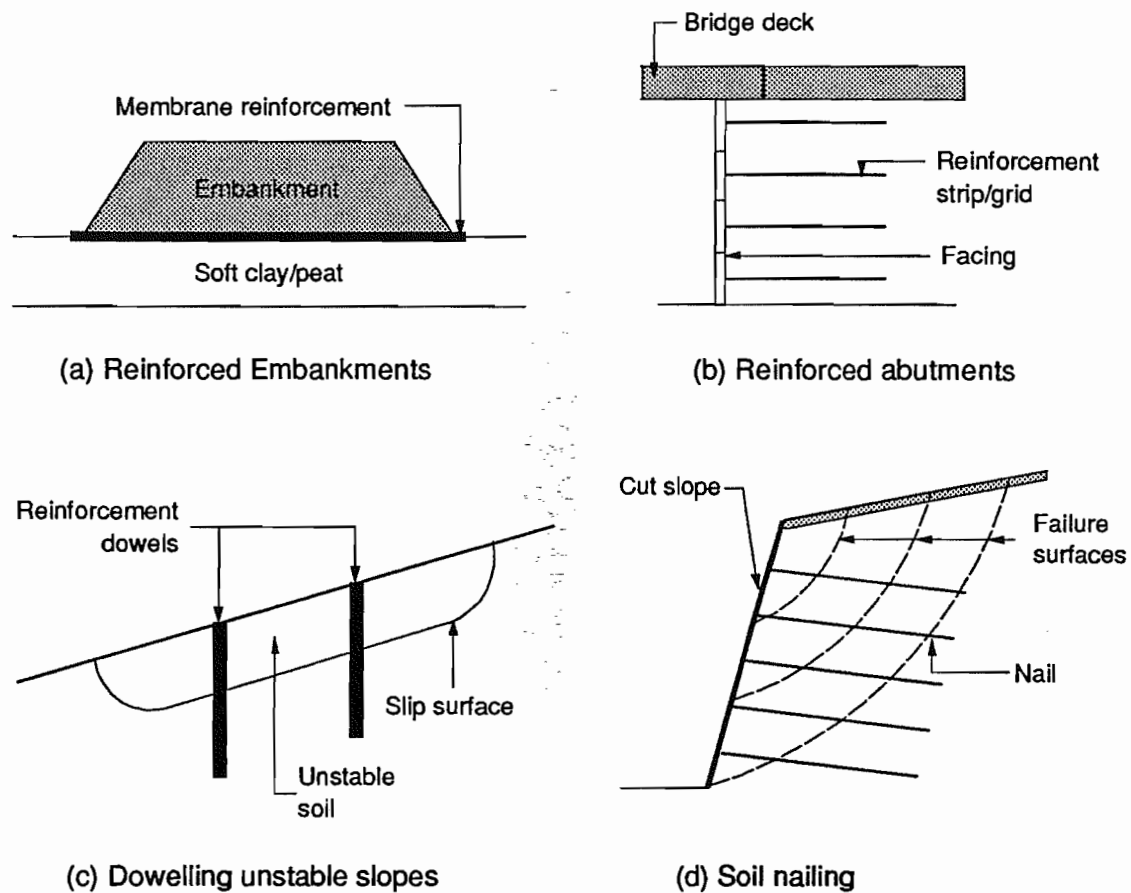 Membrane reinforcement
Embankment
Soft clay/peat
(a) Reinforced Embankments
Bridge deck
Reinforcement
strip/grid
Facing
(b) Reinforced abutments
Reinforcement
dowels
Slip surface
Unstable
soil
(c) Dowelling unstable slopes
Cut slope
Failure
surfaces
Nail
(d) Soil nailing